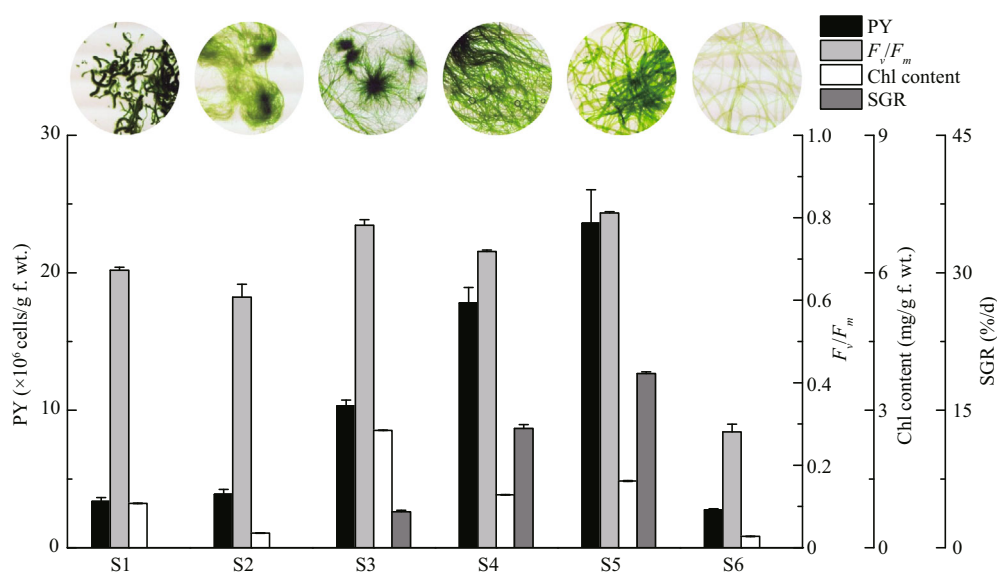 PY
Fv/Fm
Chl content
SGR
30
20
10
0
PY (×10⁶ cells/g f. wt.)
1.0
0.8
0.6
0.4
0.2
0
Fv/Fm
9
6
3
0
Chl content (mg/g f. wt.)
45
30
15
0
SGR (%/d)
S1 S2 S3 S4 S5 S6